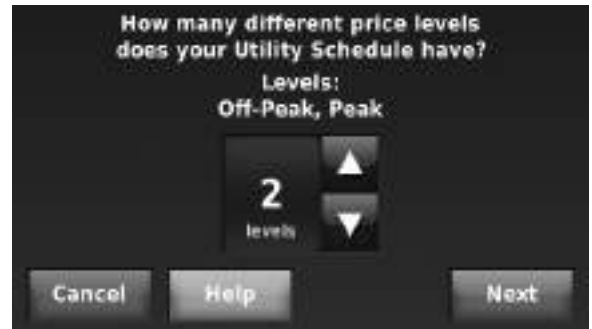 How many different price levels
does your Utility Schedule have?
Levels:
Off-Peak, Peak
2
levels
Cancel
Help
Next